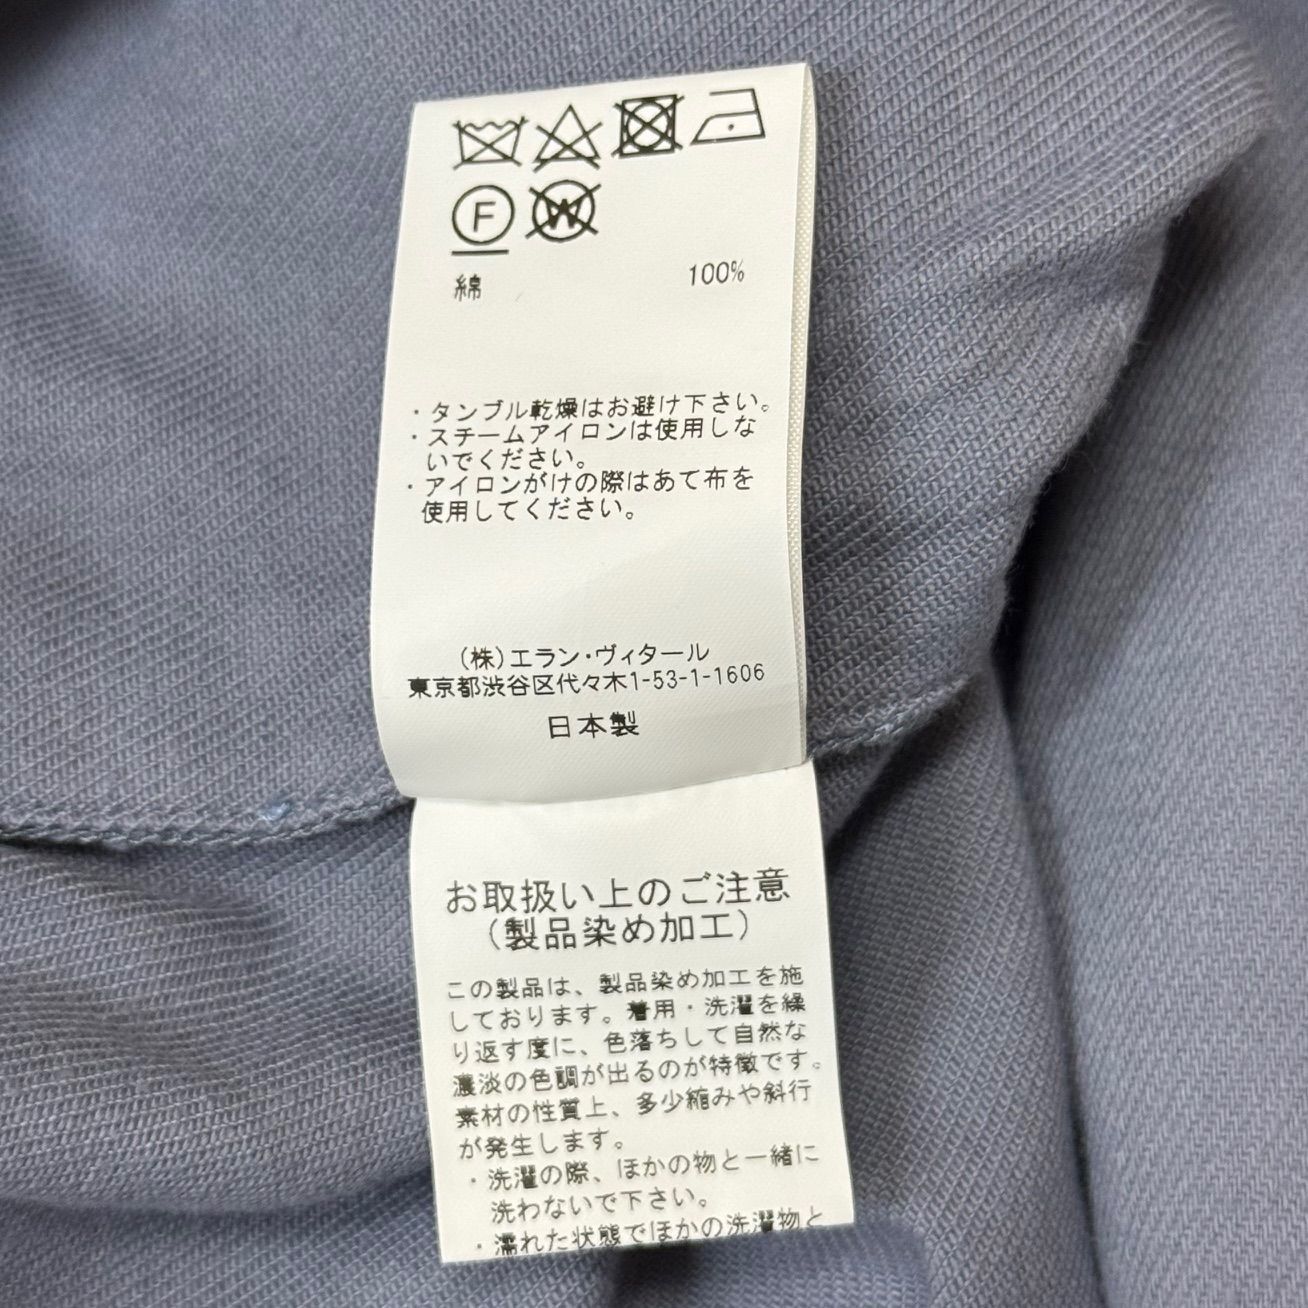 F W
綿 100%
・タンブル乾燥はお避け下さい。
・スチームアイロンは使用しな
いでください。
・アイロンがけの際はあて布を
使用してください。
(株)エラン・ヴィタール
東京都渋谷区代々木1-53-1-1606
日本製
お取扱い上のご注意
(製品染め加工)
この製品は、製品染め加工を施
しております。着用・洗濯を繰
り返す度に、色落ちして自然な
濃淡の色調が出るのが特徴です。
素材の性質上、多少縮みや斜行
が発生します。
・洗濯の際、ほかの物と一緒に
洗わないで下さい。
・濡れた状態でほかの洗濯物と